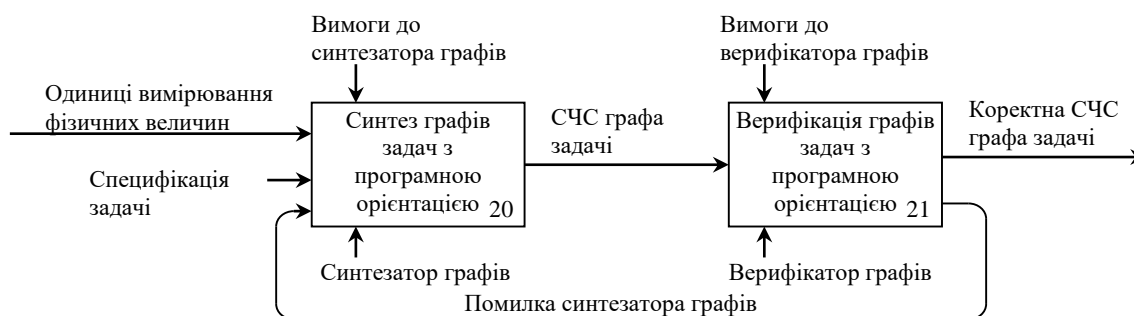 Вимоги до
синтезатора графів
Вимоги до
верифікатора графів
Одиниці вимірювання
фізичних величин
Специфікація
задачі
Синтез графів
задач з
програмною
орієнтацією 20
СЧС графа
задачі
Верифікація графів
задач з
програмною
орієнтацією 21
Коректна СЧС
графа задачі
Синтезатор графів
Верифікатор графів
Помилка синтезатора графів